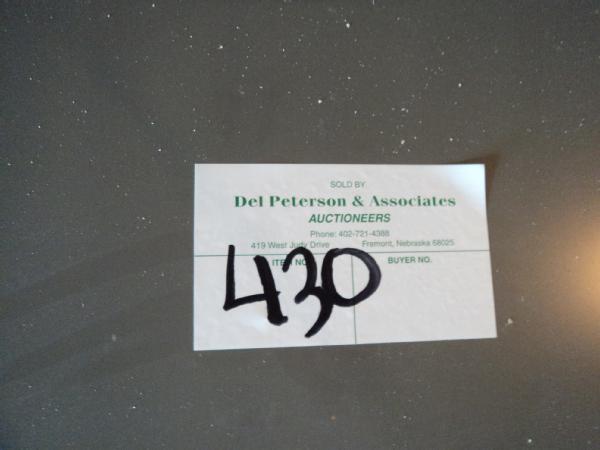 SOLD BY
Del Peterson & Associates
AUCTIONEERS
Phone: 402-721-4388
419 West Judy Drive Fremont, Nebraska 68025
ITEM NO. BUYER NO.
430